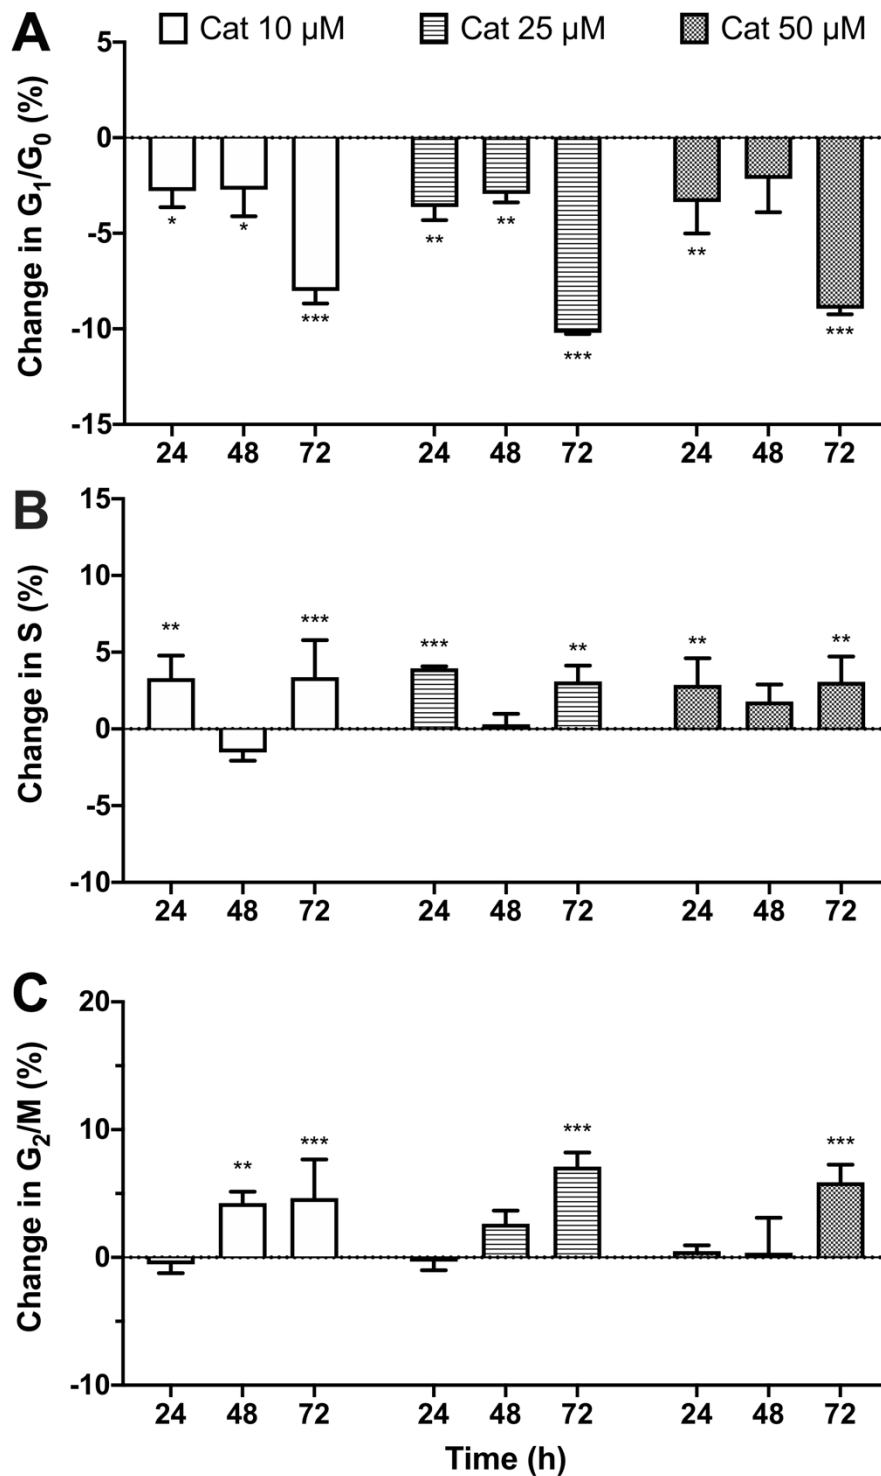 A
Cat 10 µM Cat 25 µM Cat 50 µM
Change in G₁/G₀ (%)
5
0
-5
-10
-15
* * *** ** ** *** ** ***
24 48 72 24 48 72 24 48 72
B
Change in S (%)
15
10
5
0
-5
-10
** *** *** ** ** **
24 48 72 24 48 72 24 48 72
C
Change in G₂/M (%)
20
10
0
-10
** *** *** ***
24 48 72 24 48 72 24 48 72
Time (h)